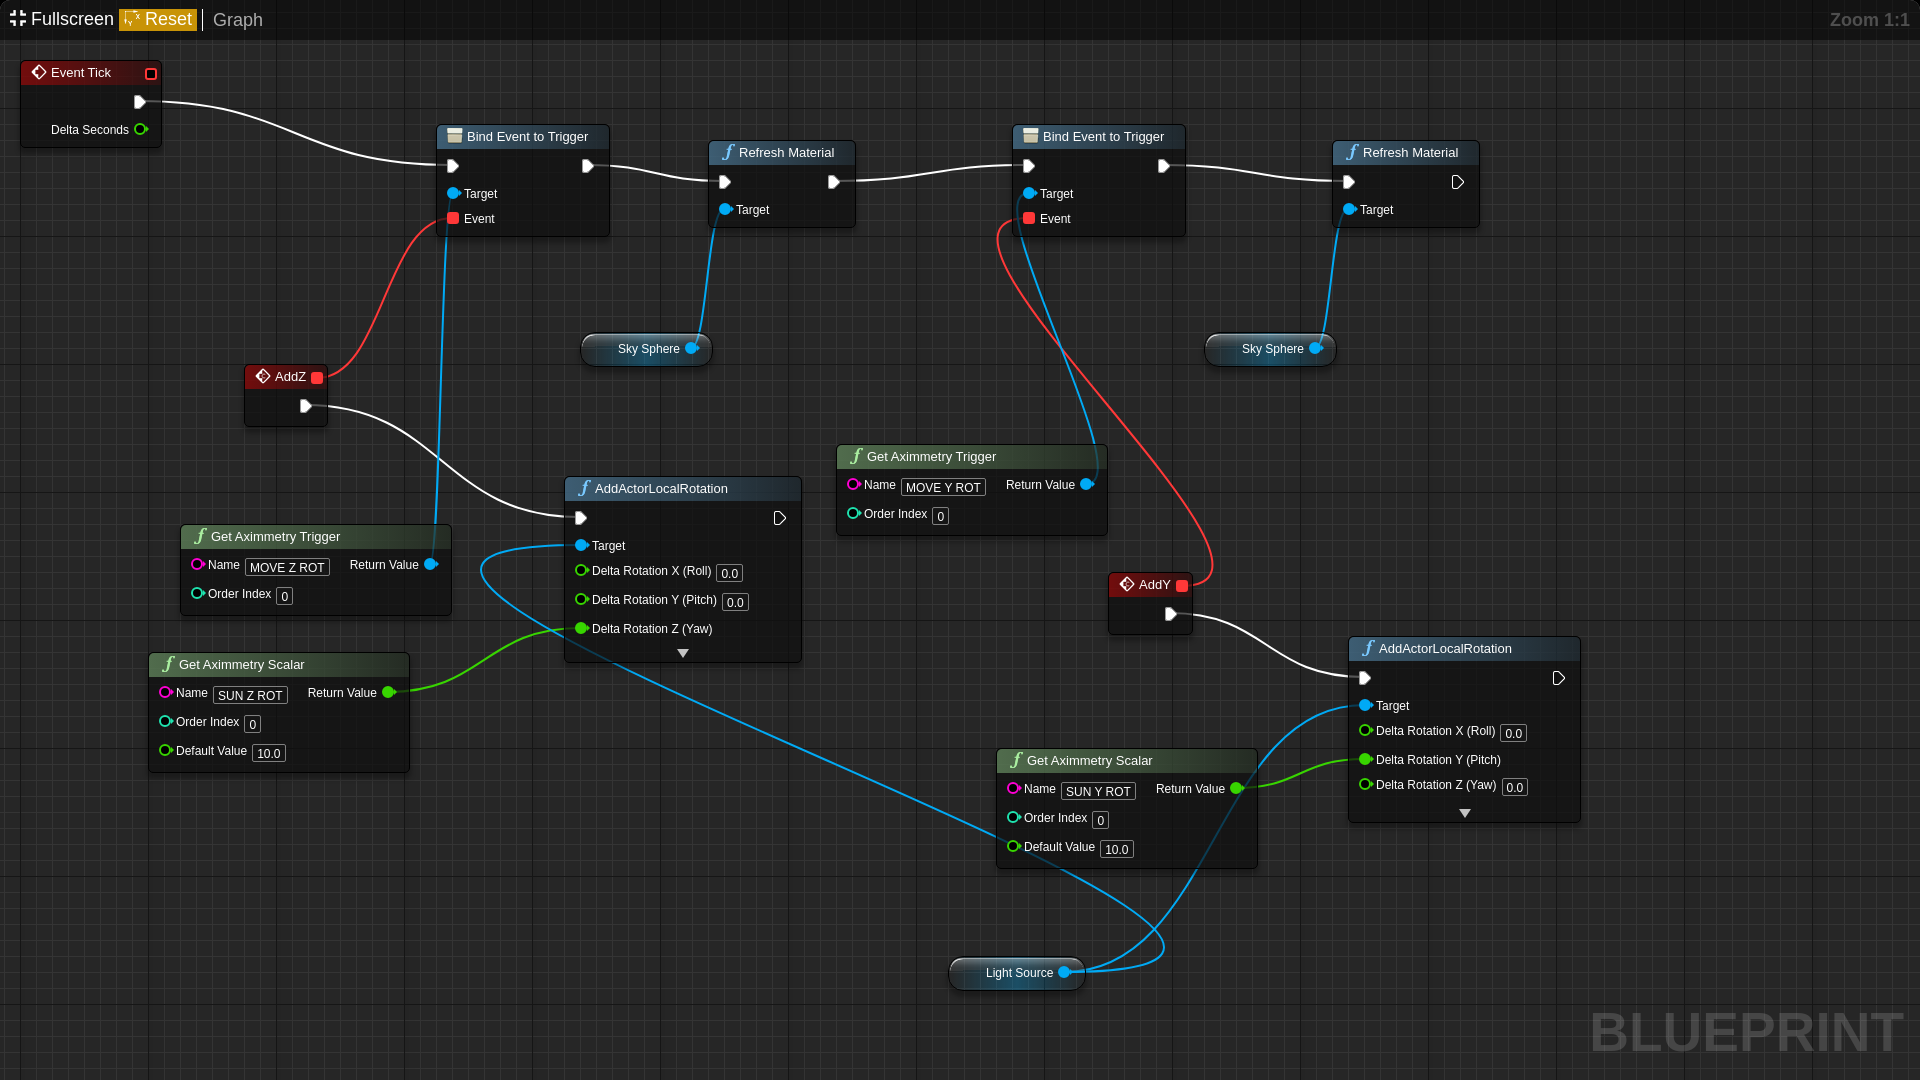 Fullscreen Reset Graph
Zoom 1:1
Event Tick
Delta Seconds
Bind Event to Trigger
Target
Event
Refresh Material
Target
Bind Event to Trigger
Target
Event
Refresh Material
Target
Sky Sphere
Sky Sphere
AddZ
Get Aximmetry Trigger
Name MOVE Y ROT Return Value
Order Index 0
AddActorLocalRotation
Target
Delta Rotation X (Roll) 0.0
Delta Rotation Y (Pitch) 0.0
Delta Rotation Z (Yaw)
Get Aximmetry Trigger
Name MOVE Z ROT Return Value
Order Index 0
AddY
Get Aximmetry Scalar
Name SUN Z ROT Return Value
Order Index 0
Default Value 10.0
AddActorLocalRotation
Target
Delta Rotation X (Roll) 0.0
Delta Rotation Y (Pitch)
Delta Rotation Z (Yaw) 0.0
Get Aximmetry Scalar
Name SUN Y ROT Return Value
Order Index 0
Default Value 10.0
Light Source
BLUEPRINT